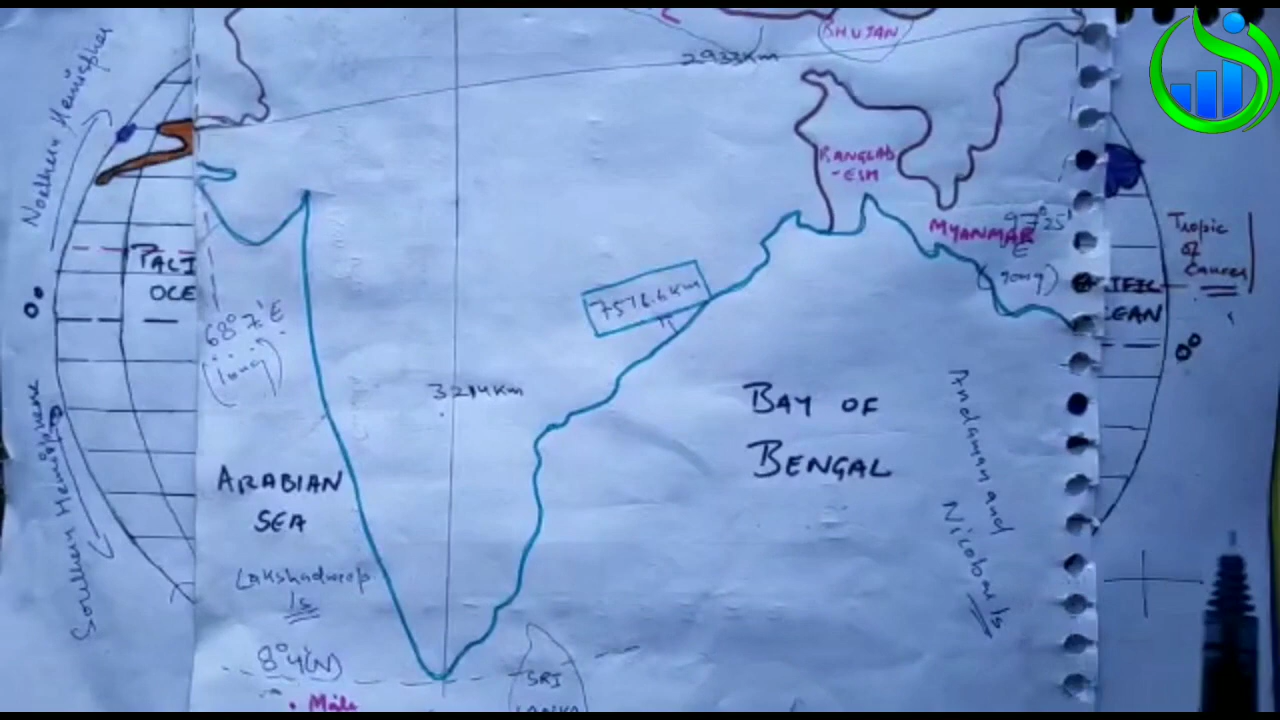 BHUTAN
2933Km
Northern Hemisphere
BANGLAD
-ESH
MYANMAR
97°25'
E
(long)
Tropic
of
Cancer
PACI
OCE
IFIC
CEAN
0°
0°
7516.6Km
68°7'E
(long)
3214Km
BAY OF
BENGAL
Andaman and
Nicobar Is
ARABIAN
SEA
Lakshadweep
Is
Southern Hemisphere
8°4'(N)
SRI
LANKA
Male